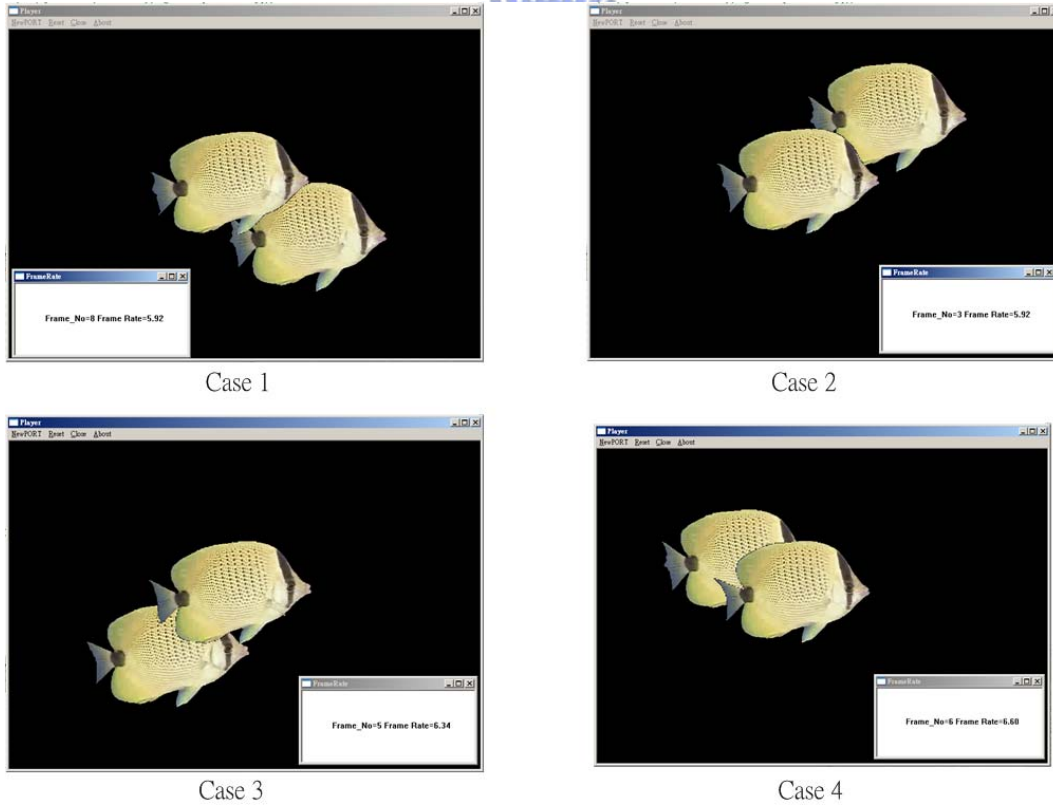 Player
NewPORT Reset Close About
FrameRate
Frame_No=8 Frame Rate=5.92
Case 1
Player
NewPORT Reset Close About
FrameRate
Frame_No=3 Frame Rate=5.92
Case 2
Player
NewPORT Reset Close About
FrameRate
Frame_No=5 Frame Rate=6.34
Case 3
Player
NewPORT Reset Close About
FrameRate
Frame_No=6 Frame Rate=6.68
Case 4